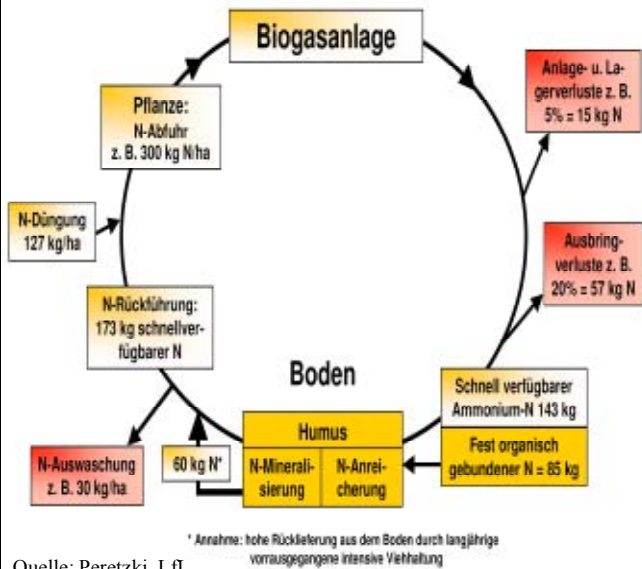 Biogasanlage
Anlage- u. La-
gerverluste z. B.
5% = 15 kg N
Pflanze:
N-Abfuhr
z. B. 300 kg N/ha
N-Düngung
127 kg/ha
Ausbring-
verluste z. B.
20% = 57 kg N
N-Rückführung:
173 kg schnellver-
fügbarer N
Boden
Schnell verfügbarer
Ammonium-N 143 kg
Fest organisch
gebundener N = 85 kg
Humus
N-Minerali-
sierung
N-Anrei-
cherung
60 kg N*
N-Auswaschung
z. B. 30 kg/ha
* Annahme: hohe Rücklieferung aus dem Boden durch langjährige
vorrausgegangene intensive Viehhaltung
Quelle: Peretzki, LfL